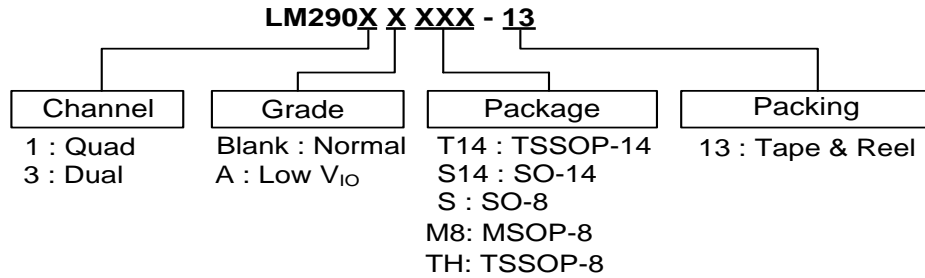 LM290X X XXX - 13
Channel
1 : Quad
3 : Dual
Grade
Blank : Normal
A : Low VIO
Package
T14 : TSSOP-14
S14 : SO-14
S : SO-8
M8: MSOP-8
TH: TSSOP-8
Packing
13 : Tape & Reel